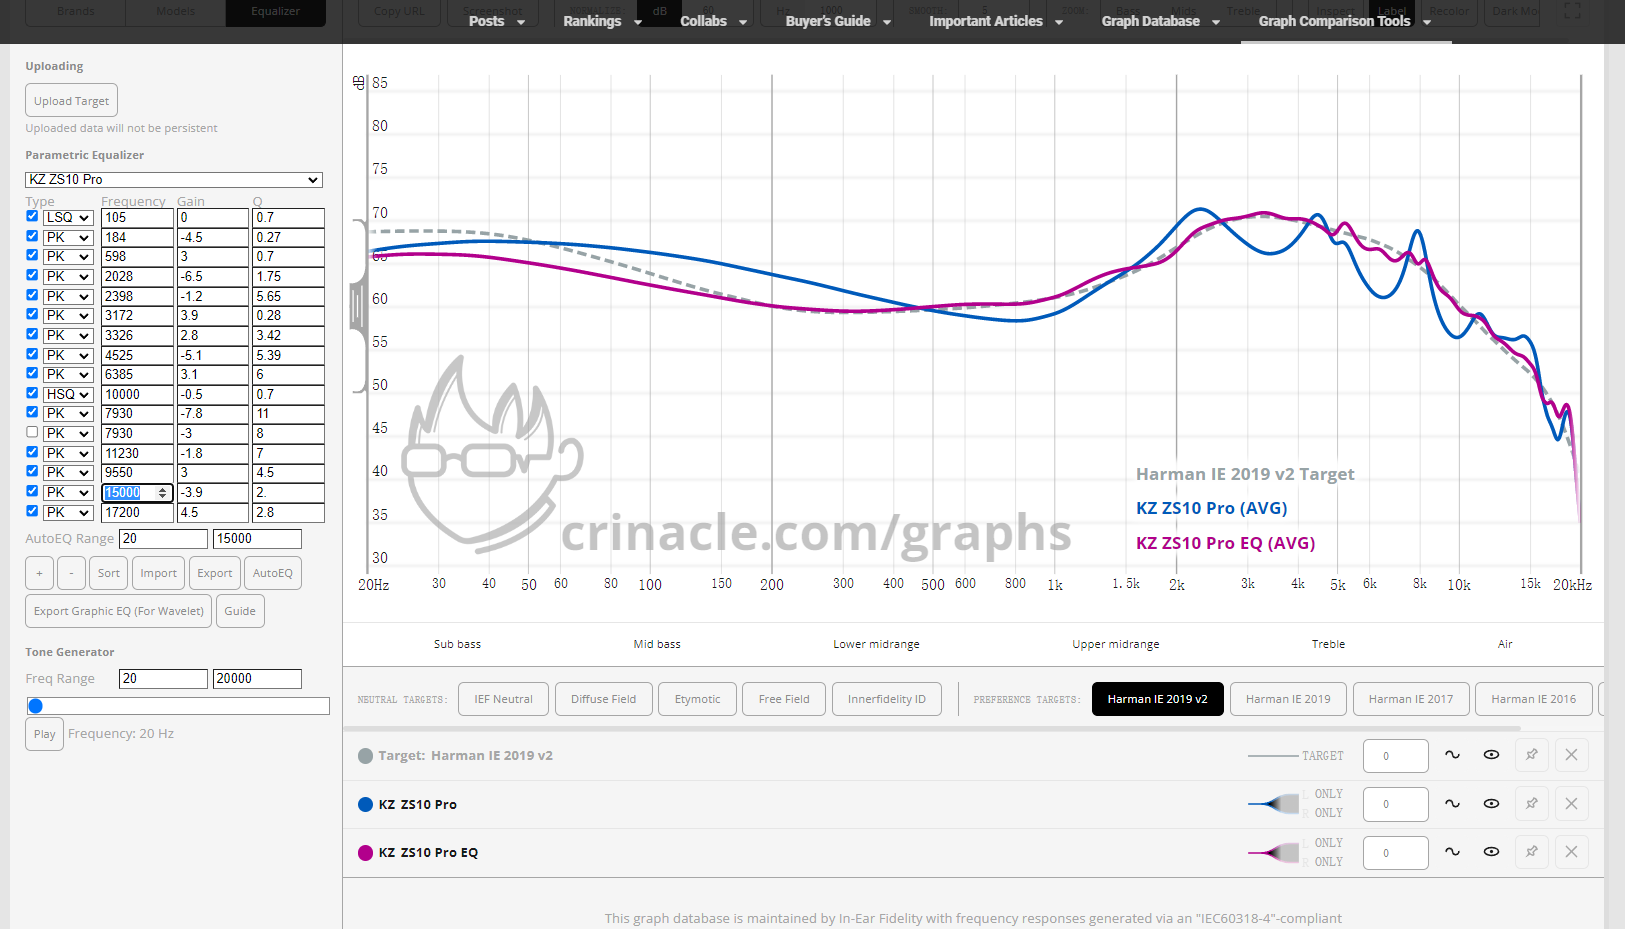 Brands Models Equalizer Copy URL Screenshot NORMALIZE: dB 60 Hz 1000 SMOOTH: 5 ZOOM: Bass Mids Treble Inspect Label Recolor Dark Mo
Posts Rankings Collabs Buyer's Guide Important Articles Graph Database Graph Comparison Tools
Uploading
Upload Target
Uploaded data will not be persistent
Parametric Equalizer
KZ ZS10 Pro
Type Frequency Gain Q
LSQ 105 0 0.7
PK 184 -4.5 0.27
PK 598 3 0.7
PK 2028 -6.5 1.75
PK 2398 -1.2 5.65
PK 3172 3.9 0.28
PK 3326 2.8 3.42
PK 4525 -5.1 5.39
PK 6385 3.1 6
HSQ 10000 -0.5 0.7
PK 7930 -7.8 11
PK 7930 -3 8
PK 11230 -1.8 7
PK 9550 3 4.5
PK 15000 -3.9 2.
PK 17200 4.5 2.8
AutoEQ Range 20 15000
+ - Sort Import Export AutoEQ
Export Graphic EQ (For Wavelet) Guide
Tone Generator
Freq Range 20 20000
Play Frequency: 20 Hz
dB 85
80
75
70
65
60
55
50
45
40
35
30
Harman IE 2019 v2 Target
KZ ZS10 Pro (AVG)
KZ ZS10 Pro EQ (AVG)
crinacle.com/graphs
20Hz 30 40 50 60 80 100 150 200 300 400 500 600 800 1k 1.5k 2k 3k 4k 5k 6k 8k 10k 15k 20kHz
Sub bass Mid bass Lower midrange Upper midrange Treble Air
NEUTRAL TARGETS: IEF Neutral Diffuse Field Etymotic Free Field Innerfidelity ID PREFERENCE TARGETS: Harman IE 2019 v2 Harman IE 2019 Harman IE 2017 Harman IE 2016
Target: Harman IE 2019 v2 TARGET 0
KZ ZS10 Pro L ONLY R ONLY 0
KZ ZS10 Pro EQ L ONLY R ONLY 0
This graph database is maintained by In-Ear Fidelity with frequency responses generated via an "IEC60318-4"-compliant